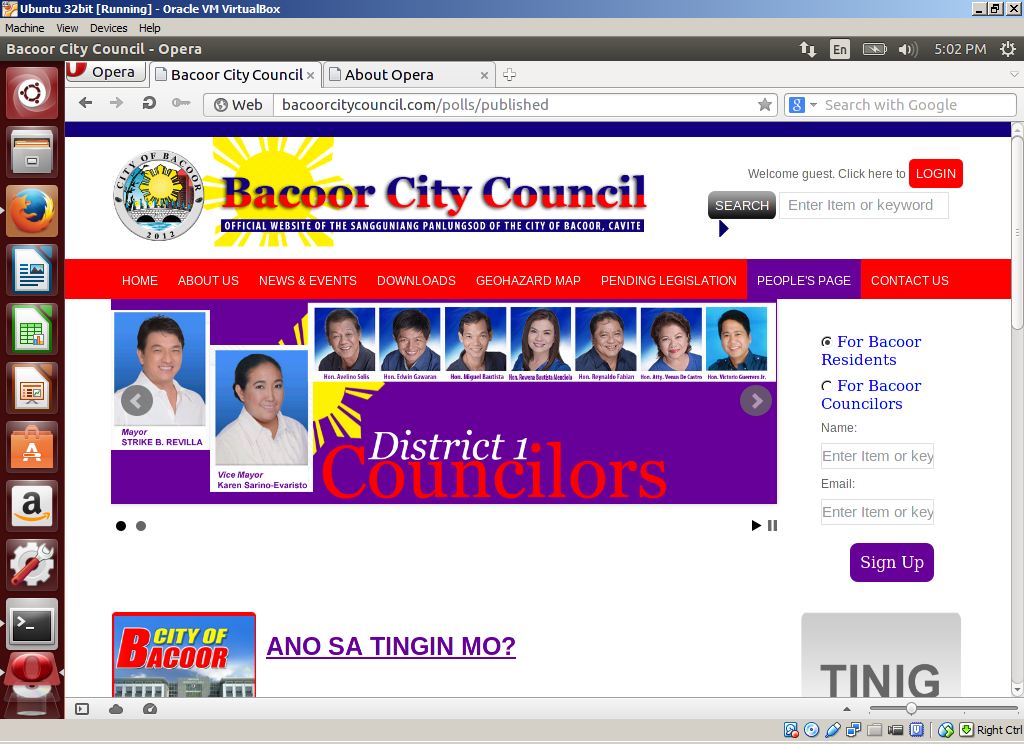 Ubuntu 32bit [Running] - Oracle VM VirtualBox
Machine View Devices Help
Bacoor City Council - Opera
En
5:02 PM
Opera
Bacoor City Council
About Opera
Web
bacoorcitycouncil.com/polls/published
Search with Google
CITY OF BACOOR
2012
Bacoor City Council
OFFICIAL WEBSITE OF THE SANGGUNIANG PANLUNGSOD OF THE CITY OF BACOOR, CAVITE
Welcome guest. Click here to LOGIN
SEARCH Enter Item or keyword
HOME ABOUT US NEWS & EVENTS DOWNLOADS GEOHAZARD MAP PENDING LEGISLATION PEOPLE'S PAGE CONTACT US
Hon. Avelino Solis Hon. Edwin Gawaran Hon. Miguel Bautista Hon. Rowena Bautista Mendiola Hon. Reynaldo Fabian Hon. Atty. Venus De Castro Hon. Victorio Guerrero Jr.
Mayor
STRIKE B. REVILLA
Vice Mayor
Karen Sarino-Evaristo
District 1
Councilors
For Bacoor
Residents
For Bacoor
Councilors
Name:
Enter Item or key
Email:
Enter Item or key
Sign Up
CITY OF
BACOOR
ANO SA TINGIN MO?
TINIG
Right Ctrl